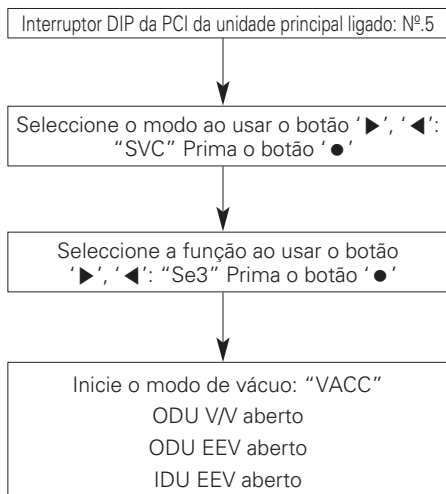 Interruptor DIP da PCI da unidade principal ligado: Nº.5
Seleccione o modo ao usar o botão ‘▶’, ‘◀’:
“SVC” Prima o botão ‘●’
Seleccione a função ao usar o botão
‘▶’, ‘◀’: “Se3” Prima o botão ‘●’
Inicie o modo de vácuo: “VACC”
ODU V/V aberto
ODU EEV aberto
IDU EEV aberto